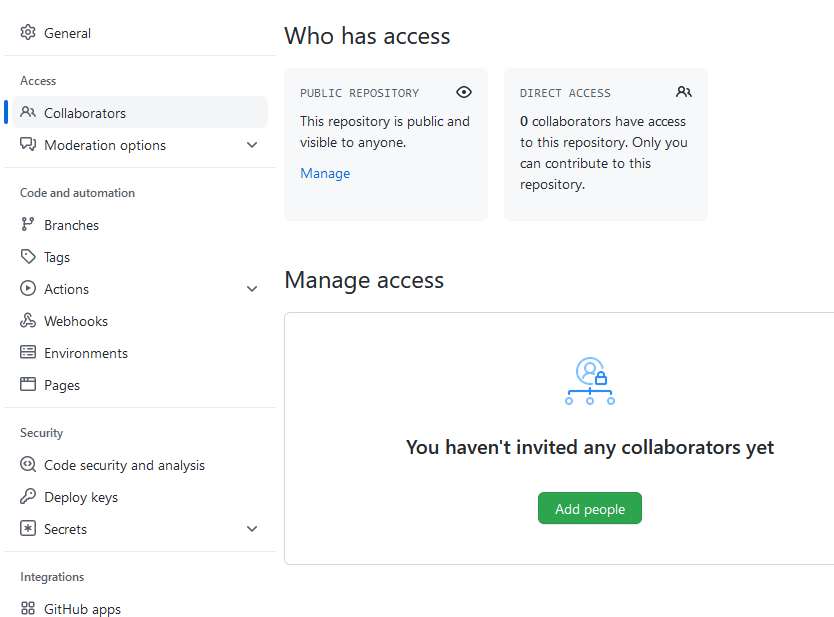 General
Access
Collaborators
Moderation options
Code and automation
Branches
Tags
Actions
Webhooks
Environments
Pages
Security
Code security and analysis
Deploy keys
Secrets
Integrations
GitHub apps
Who has access
PUBLIC REPOSITORY
This repository is public and
visible to anyone.
Manage
DIRECT ACCESS
0 collaborators have access
to this repository. Only you
can contribute to this
repository.
Manage access
You haven't invited any collaborators yet
Add people